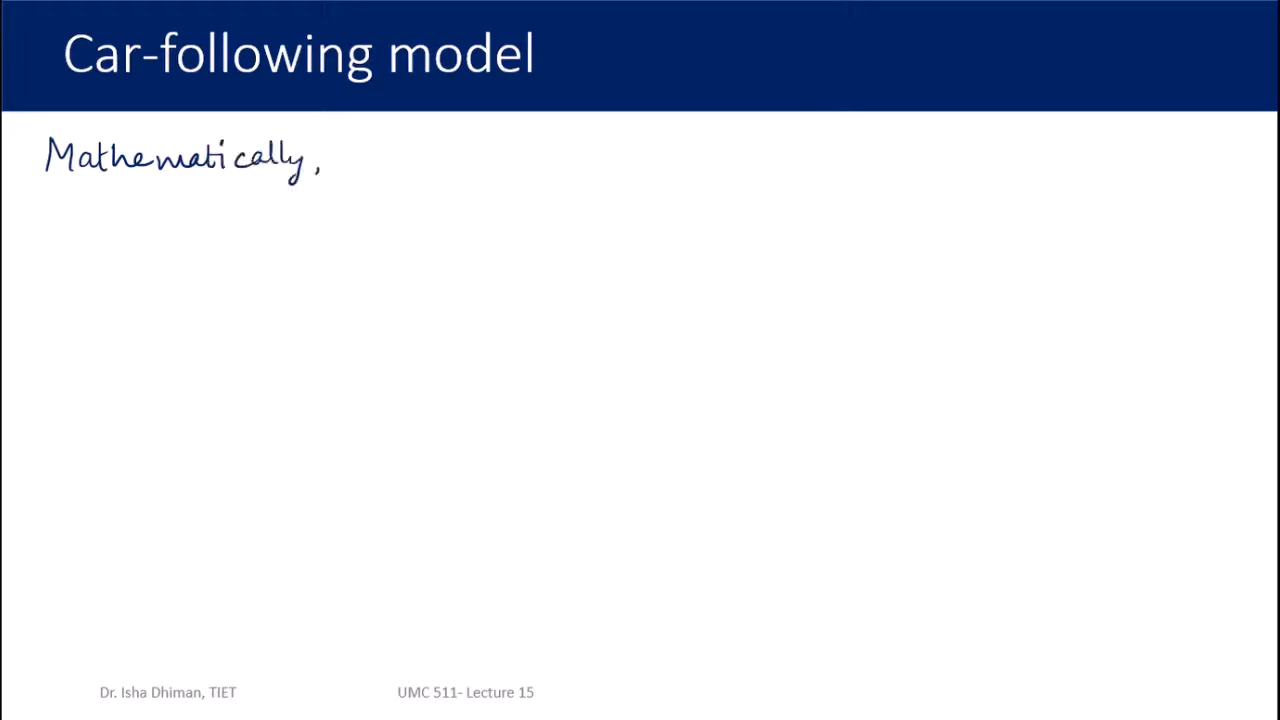 Car-following model
Mathematically,
Dr. Isha Dhiman, TIET
UMC 511- Lecture 15